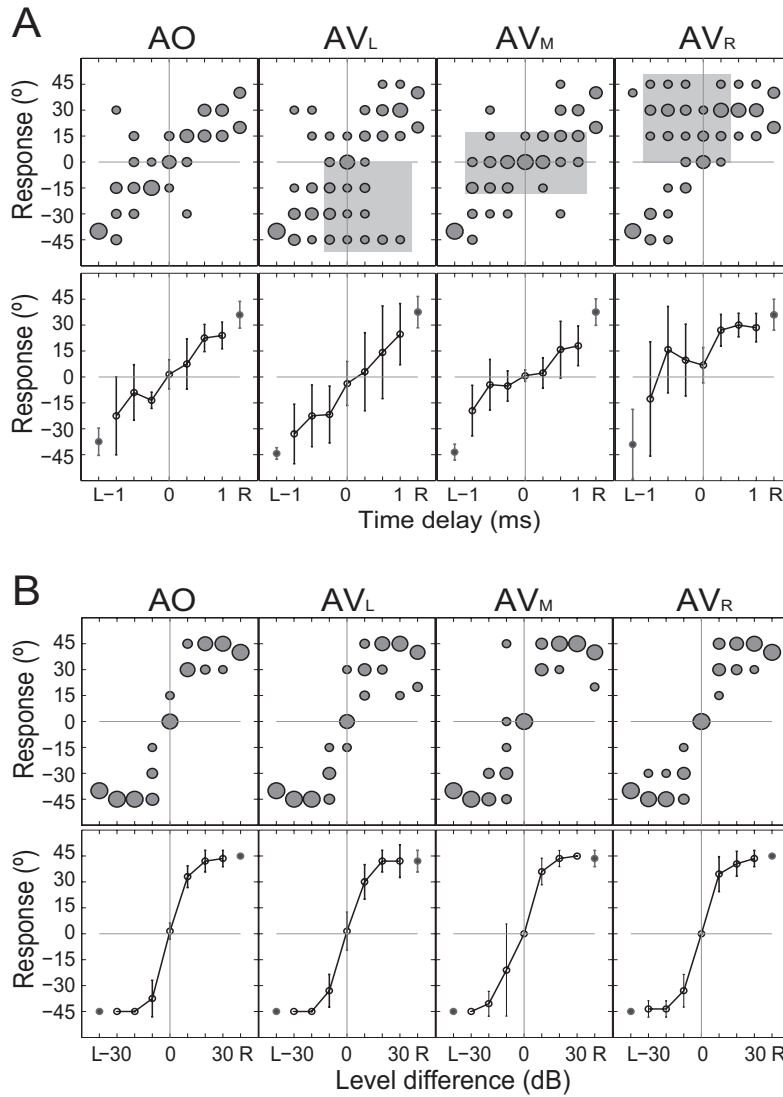 A
AO AVL AVM AVR
Response (º)
45
30
15
0
−15
−30
−45
Response (º)
45
30
15
0
−15
−30
−45
L−1 0 1 R L−1 0 1 R L−1 0 1 R L−1 0 1 R
Time delay (ms)
B
AO AVL AVM AVR
Response (º)
45
30
15
0
−15
−30
−45
Response (º)
45
30
15
0
−15
−30
−45
L−30 0 30 R L−30 0 30 R L−30 0 30 R L−30 0 30 R
Level difference (dB)